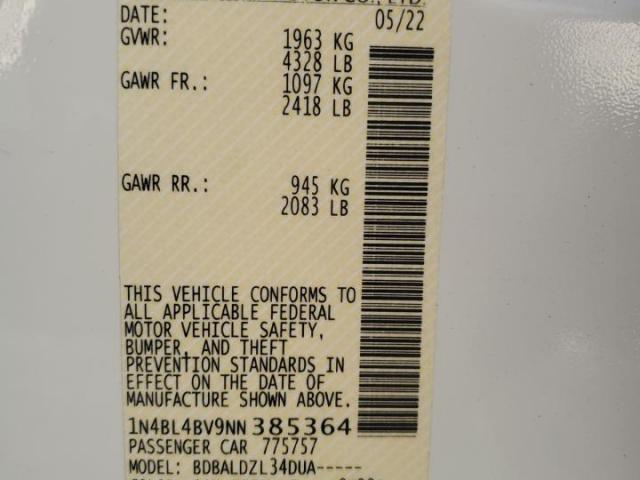 CO., LTD.
DATE: 05/22
GVWR: 1963 KG
4328 LB
GAWR FR.: 1097 KG
2418 LB
GAWR RR.: 945 KG
2083 LB
THIS VEHICLE CONFORMS TO
ALL APPLICABLE FEDERAL
MOTOR VEHICLE SAFETY,
BUMPER, AND THEFT
PREVENTION STANDARDS IN
EFFECT ON THE DATE OF
MANUFACTURE SHOWN ABOVE.
1N4BL4BV9NN385364
PASSENGER CAR 775757
MODEL: BDBALDZL34DUA-----